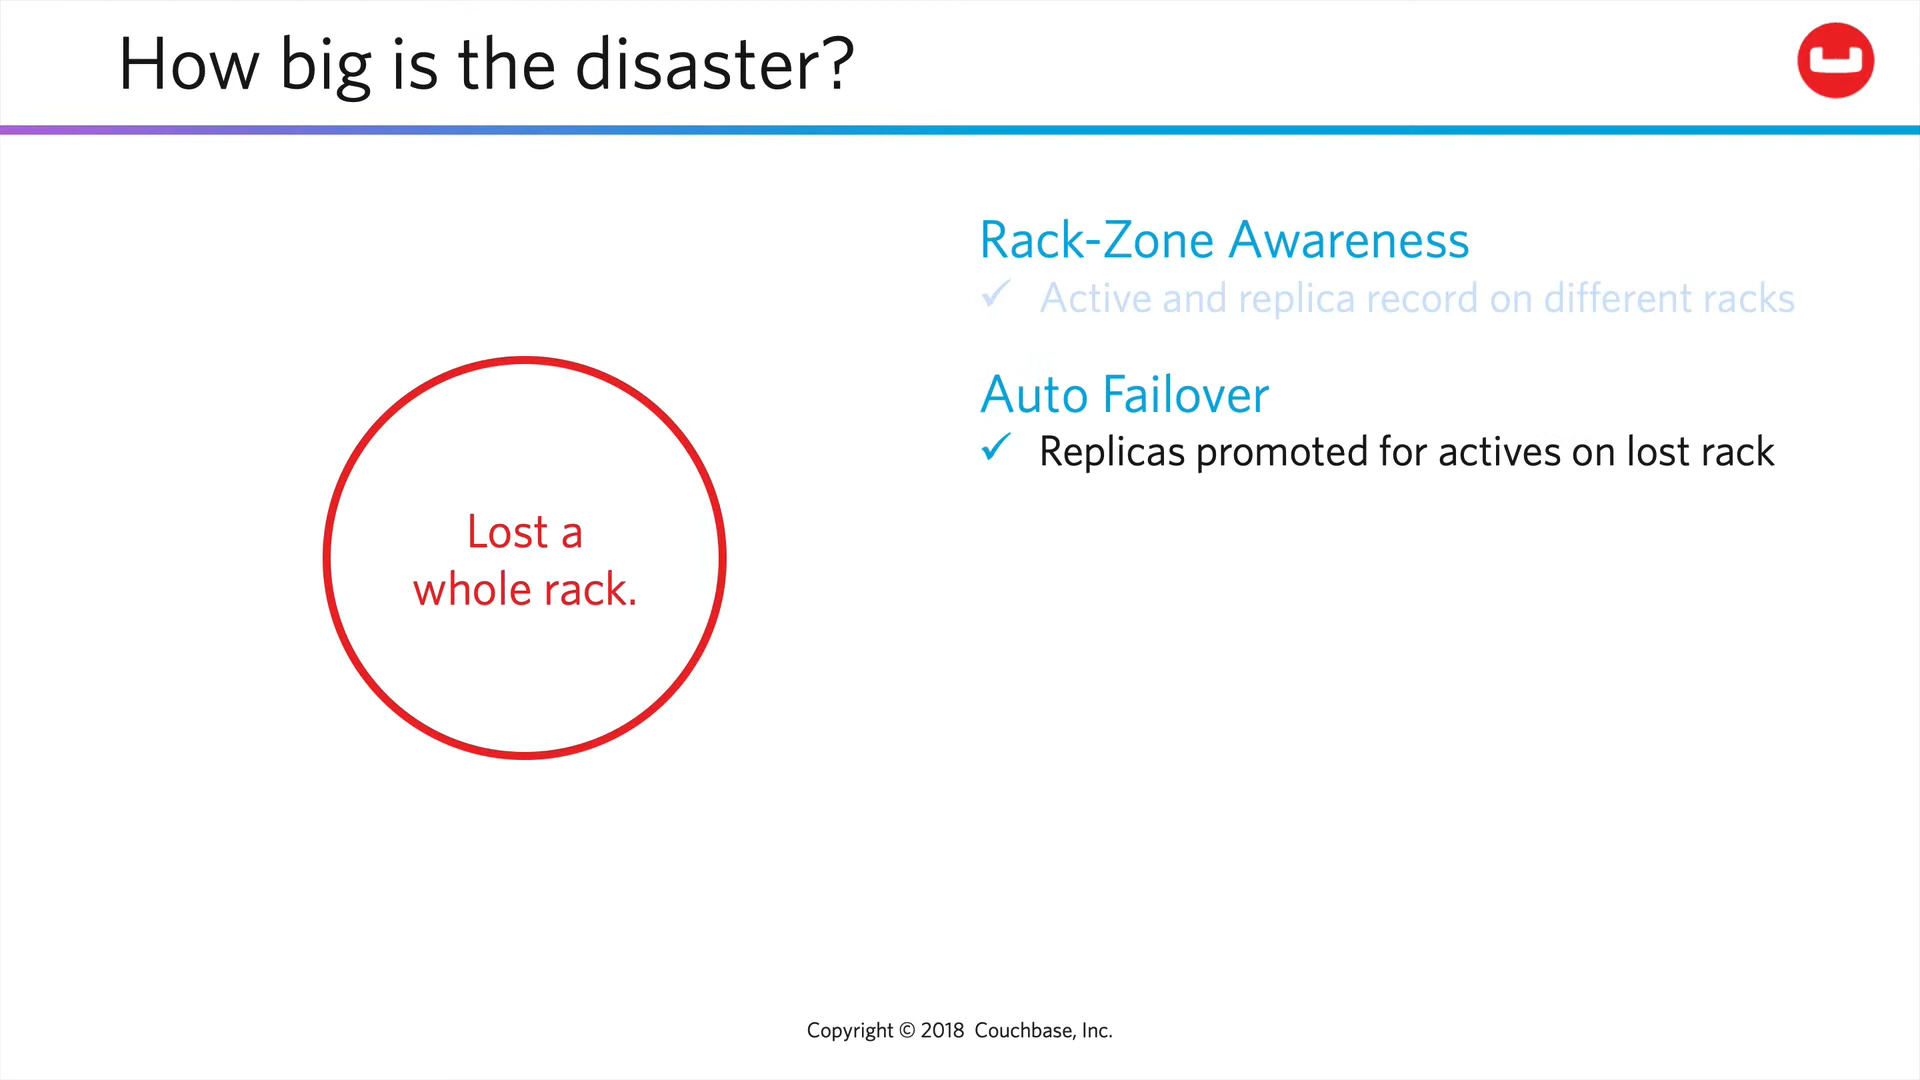 How big is the disaster?
Rack-Zone Awareness
✓ Active and replica record on different racks
Auto Failover
✓ Replicas promoted for actives on lost rack
Lost a
whole rack.
Copyright © 2018 Couchbase, Inc.